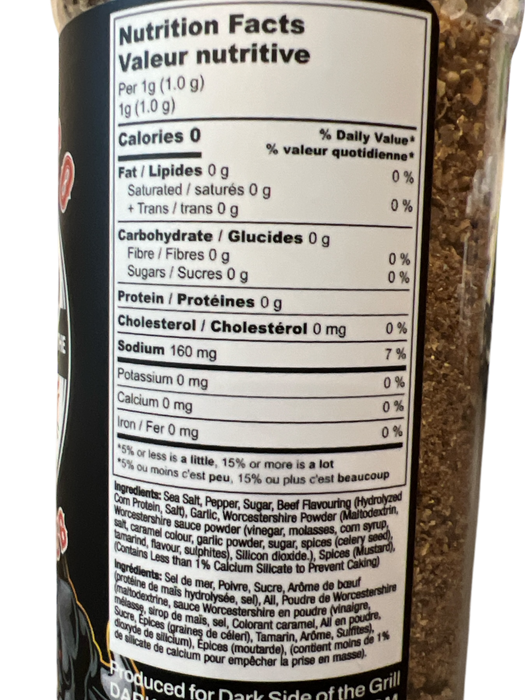 Nutrition Facts
Valeur nutritive
Per 1g (1.0 g)
1g (1.0 g)
Calories 0
% Daily Value*
% valeur quotidienne*
Fat / Lipides 0 g 0 %
Saturated / saturés 0 g
+ Trans / trans 0 g 0 %
Carbohydrate / Glucides 0 g
Fibre / Fibres 0 g 0 %
Sugars / Sucres 0 g 0 %
Protein / Protéines 0 g
Cholesterol / Cholestérol 0 mg 0 %
Sodium 160 mg 7 %
Potassium 0 mg 0 %
Calcium 0 mg 0 %
Iron / Fer 0 mg 0 %
*5% or less is a little, 15% or more is a lot
*5% ou moins c'est peu, 15% ou plus c'est beaucoup
Ingredients: Sea Salt, Pepper, Sugar, Beef Flavouring (Hydrolyzed
Corn Protein, Salt), Garlic, Worcestershire Powder (Maltodextrin,
Worcestershire sauce powder (vinegar, molasses, corn syrup,
salt, caramel colour, garlic powder, sugar, spices (celery seed),
tamarind, flavour, sulphites), Sillicon dioxide.), Spices (Mustard),
(Contains Less than 1% Calcium Silicate to Prevent Caking)
Ingrédients: Sel de mer, Poivre, Sucre, Arôme de bœuf
(protéine de maïs hydrolysée, sel), Ail, Poudre de Worcestershire
(maltodextrine, sauce Worcestershire en poudre (vinaigre,
mélasse, sirop de maïs, sel, Colorant caramel, Ail en poudre,
Sucre, Épices (graines de céleri), Tamarin, Arôme, Sulfites),
dioxyde de silicium), Épices (moutarde), (contient moins de 1%
de silicate de calcium pour empêcher la prise en masse).
Produced for Dark Side of the Grill